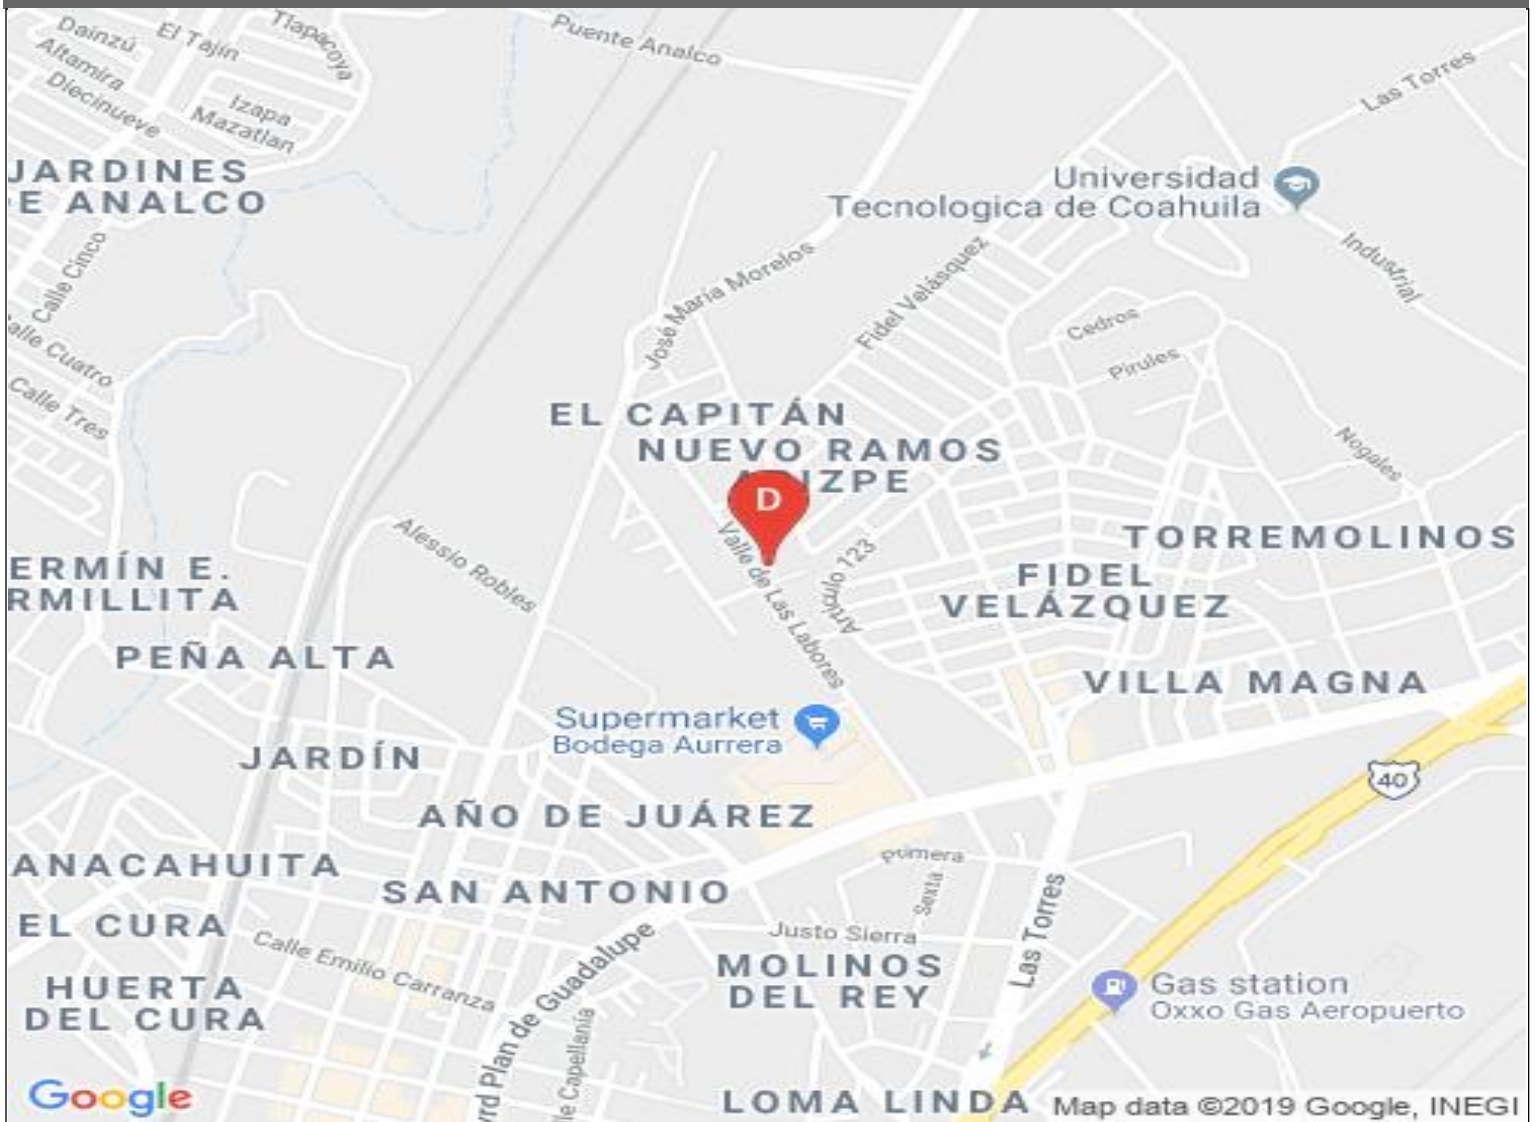 Dainzú
El Tajín
Tlapacoya
Altamira
Diecinueve
Izapa
Mazatlan
Puente Analco
Las Torres
JARDINES
E ANALCO
Universidad
Tecnologica de Coahuila
Calle Cinco
José María Morelos
Fidel Velásquez
Industrial
alle Cuatro
Cedros
Pirules
Calle Tres
EL CAPITÁN
NUEVO RAMOS
IZPE
Nogales
D
Valle de Las Labores
Artículo 123
Alessio Robles
TORREMOLINOS
ERMÍN E.
RMILLITA
FIDEL
VELÁZQUEZ
PEÑA ALTA
VILLA MAGNA
Supermarket
Bodega Aurrera
JARDÍN
40
AÑO DE JUÁREZ
ANACAHUITA
Primera
SAN ANTONIO
Sexta
Las Torres
EL CURA
Calle Emilio Carranza
Justo Sierra
HUERTA
DEL CURA
MOLINOS
DEL REY
vrd Plan de Guadalupe
le Capellanía
Gas station
Oxxo Gas Aeropuerto
Google
LOMA LINDA
Map data ©2019 Google, INEGI